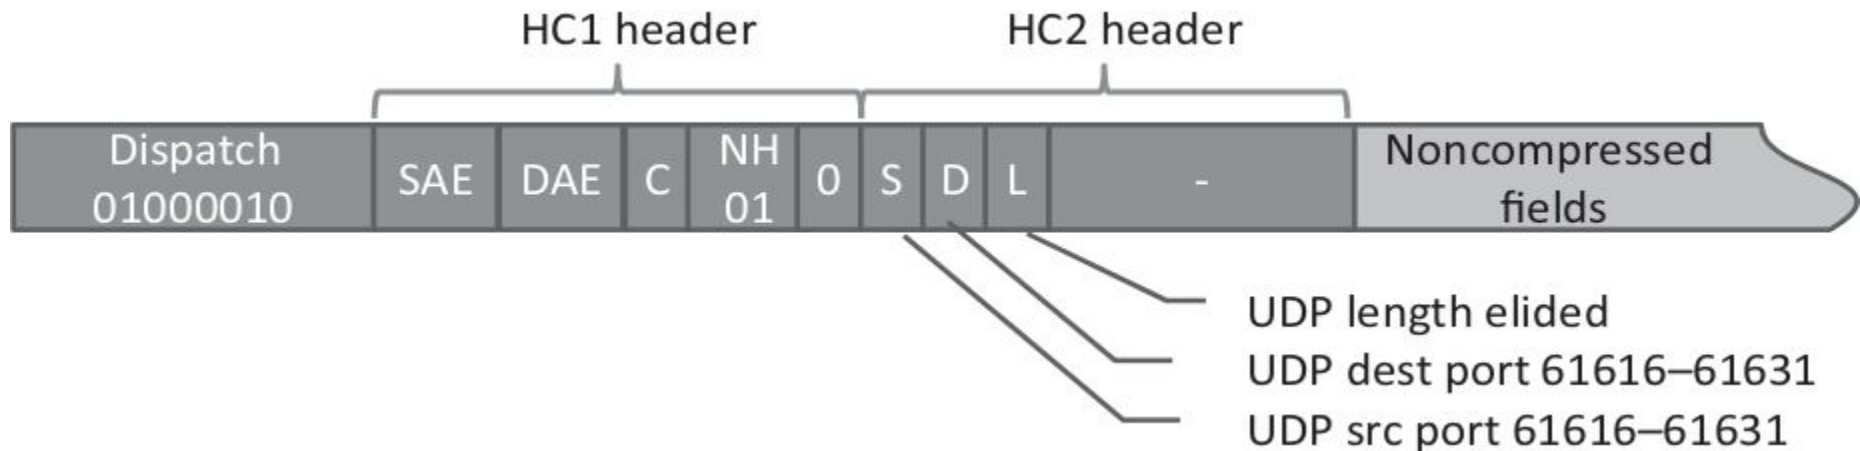 HC1 header
HC2 header
Dispatch
01000010
SAE
DAE
C
NH
01
0
S
D
L
-
Noncompressed
fields
UDP length elided
UDP dest port 61616–61631
UDP src port 61616–61631